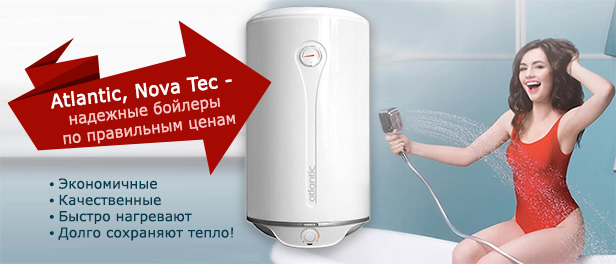 Atlantic, Nova Tec -
надежные бойлеры
по правильным ценам
• Экономичные
• Качественные
• Быстро нагревают
• Долго сохраняют тепло!
atlantic